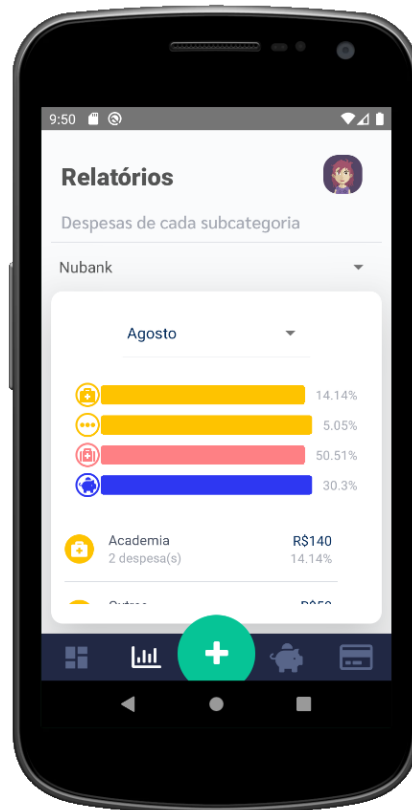 9:50
Relatórios
Despesas de cada subcategoria
Nubank
Agosto
14.14%
5.05%
50.51%
30.3%
Academia R$140
2 despesa(s) 14.14%